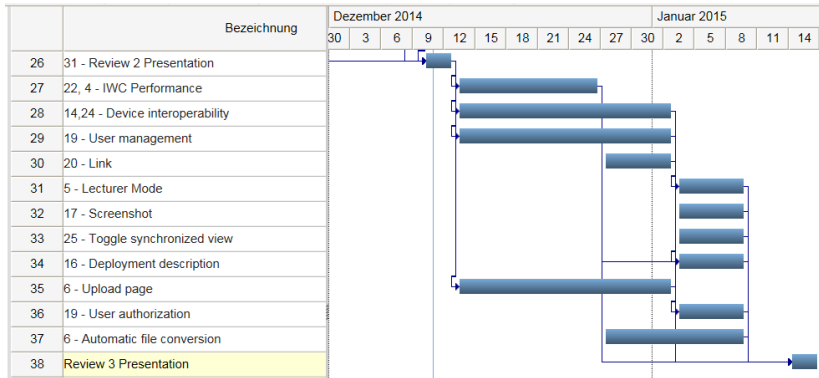 Bezeichnung
Dezember 2014 Januar 2015
30 3 6 9 12 15 18 21 24 27 30 2 5 8 11 14
26 31 - Review 2 Presentation
27 22, 4 - IWC Performance
28 14,24 - Device interoperability
29 19 - User management
30 20 - Link
31 5 - Lecturer Mode
32 17 - Screenshot
33 25 - Toggle synchronized view
34 16 - Deployment description
35 6 - Upload page
36 19 - User authorization
37 6 - Automatic file conversion
38 Review 3 Presentation